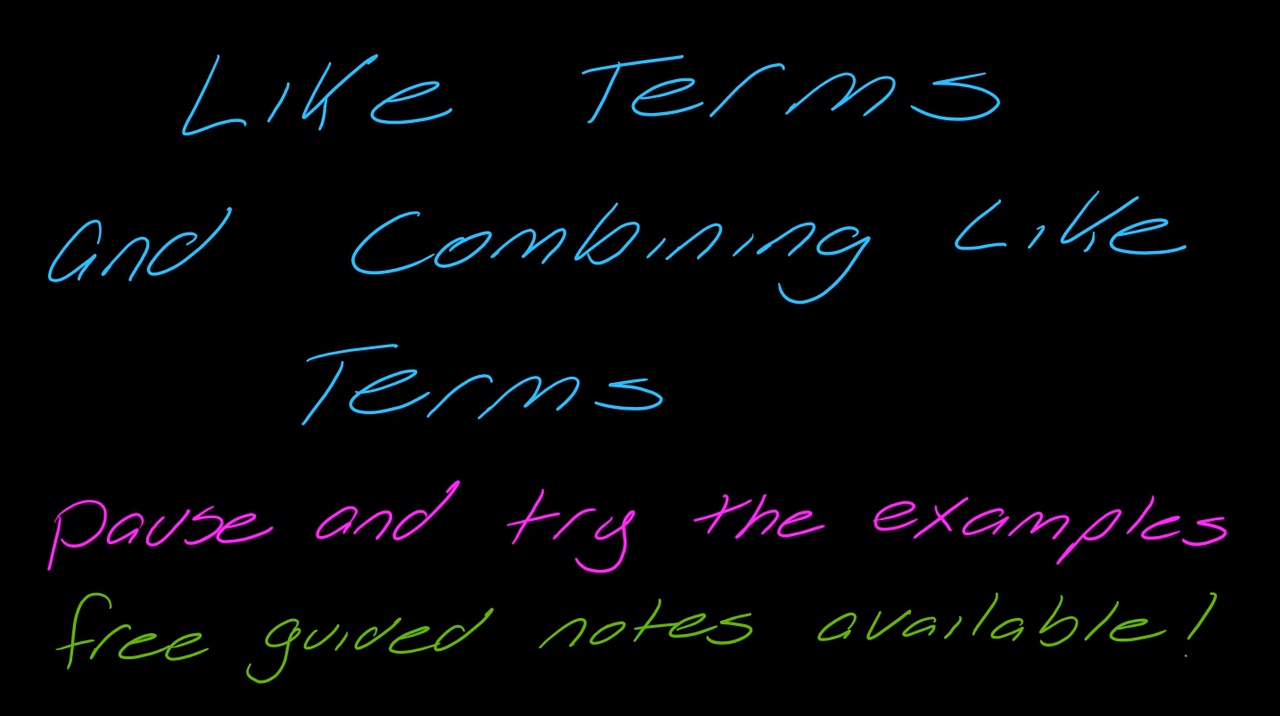 Like Terms
and Combining Like
Terms
pause and try the examples
free guided notes available!